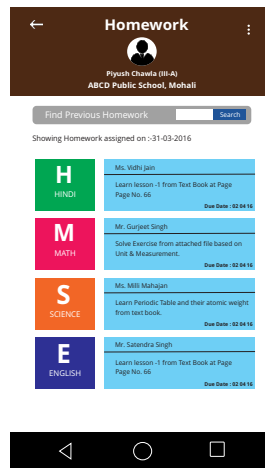 Homework
Piyush Chawla (III-A)
ABCD Public School, Mohali
Find Previous Homework
Search
Showing Homework assigned on :-31-03-2016
H
HINDI
Ms. Vidhi Jain
Learn lesson -1 from Text Book at Page
Page No. 66
Due Date : 02 04 16
M
MATH
Mr. Gurjeet Singh
Solve Exercise from attached file based on
Unit & Measurement.
Due Date : 02 04 16
S
SCIENCE
Ms. Milli Mahajan
Learn Periodic Table and their atomic weight
from text book.
Due Date : 02 04 16
E
ENGLISH
Mr. Satendra Singh
Learn lesson -1 from Text Book at Page
Page No. 66
Due Date : 02 04 16